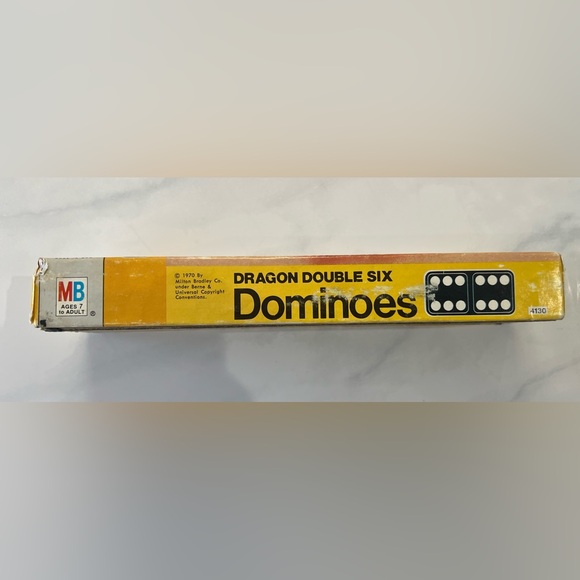 MB
AGES 7
to ADULT
®
© 1970 By
Milton Bradley Co.
under Berne &
Universal Copyright
Conventions.
DRAGON DOUBLE SIX
Dominoes
4130